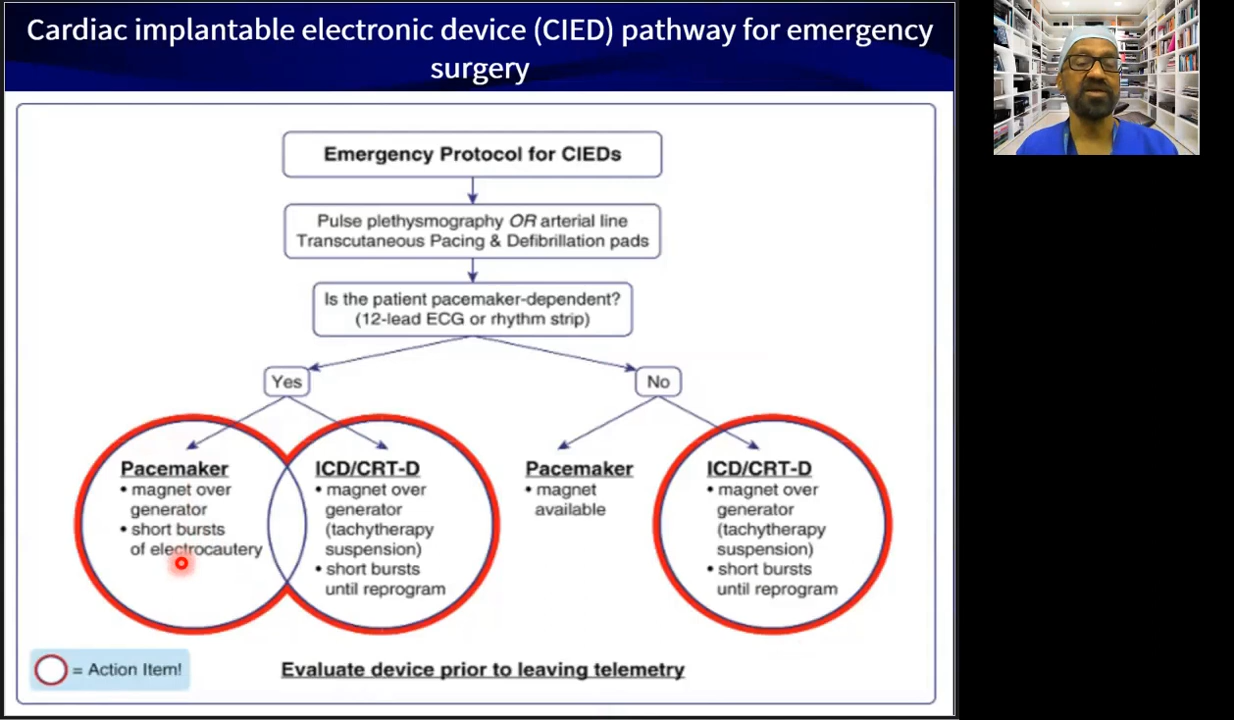 Cardiac implantable electronic device (CIED) pathway for emergency
surgery
Emergency Protocol for CIEDs
Pulse plethysmography OR arterial line
Transcutaneous Pacing & Defibrillation pads
Is the patient pacemaker-dependent?
(12-lead ECG or rhythm strip)
Yes
No
Pacemaker
• magnet over
generator
• short bursts
of electrocautery
ICD/CRT-D
• magnet over
generator
(tachytherapy
suspension)
• short bursts
until reprogram
Pacemaker
• magnet
available
ICD/CRT-D
• magnet over
generator
(tachytherapy
suspension)
• short bursts
until reprogram
= Action Item!
Evaluate device prior to leaving telemetry